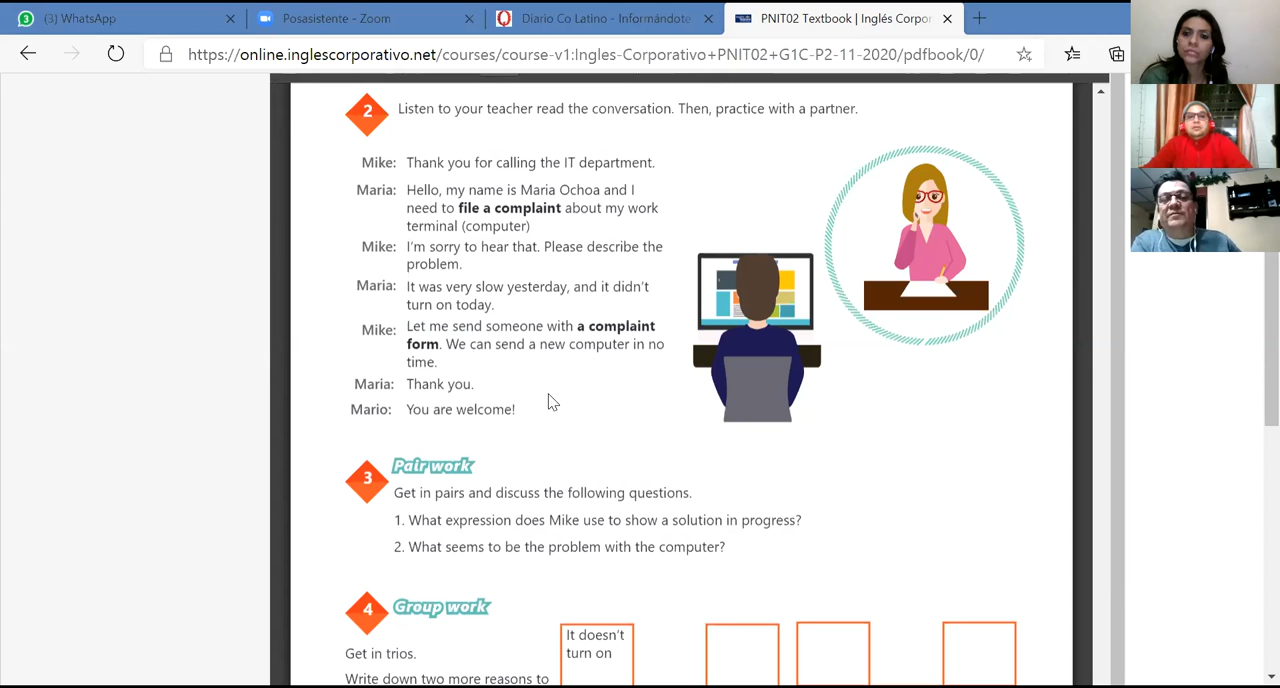 (3) WhatsApp
Posasistente - Zoom
Diario Co Latino - Informándote
PNIT02 Textbook | Inglés Corpor
https://online.inglescorporativo.net/courses/course-v1:Ingles-Corporativo+PNIT02+G1C-P2-11-2020/pdfbook/0/
2
Listen to your teacher read the conversation. Then, practice with a partner.
Mike: Thank you for calling the IT department.
Maria: Hello, my name is Maria Ochoa and I
need to file a complaint about my work
terminal (computer)
Mike: I'm sorry to hear that. Please describe the
problem.
Maria: It was very slow yesterday, and it didn't
turn on today.
Mike: Let me send someone with a complaint
form. We can send a new computer in no
time.
Maria: Thank you.
Mario: You are welcome!
3
Pair work
Get in pairs and discuss the following questions.
1. What expression does Mike use to show a solution in progress?
2. What seems to be the problem with the computer?
4
Group work
Get in trios.
Write down two more reasons to
It doesn't
turn on